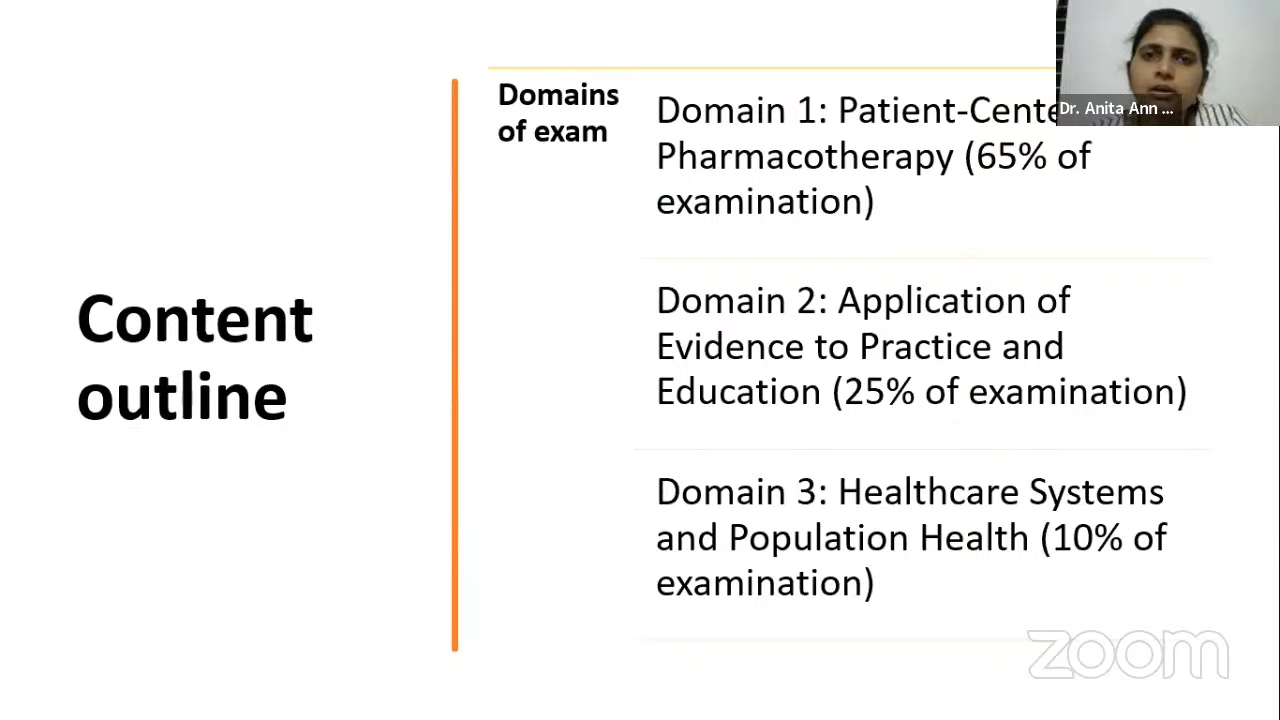 Content
outline
Domains
of exam
Domain 1: Patient-Cente
Pharmacotherapy (65% of
examination)
Domain 2: Application of
Evidence to Practice and
Education (25% of examination)
Domain 3: Healthcare Systems
and Population Health (10% of
examination)
Dr. Anita Ann ...
zoom